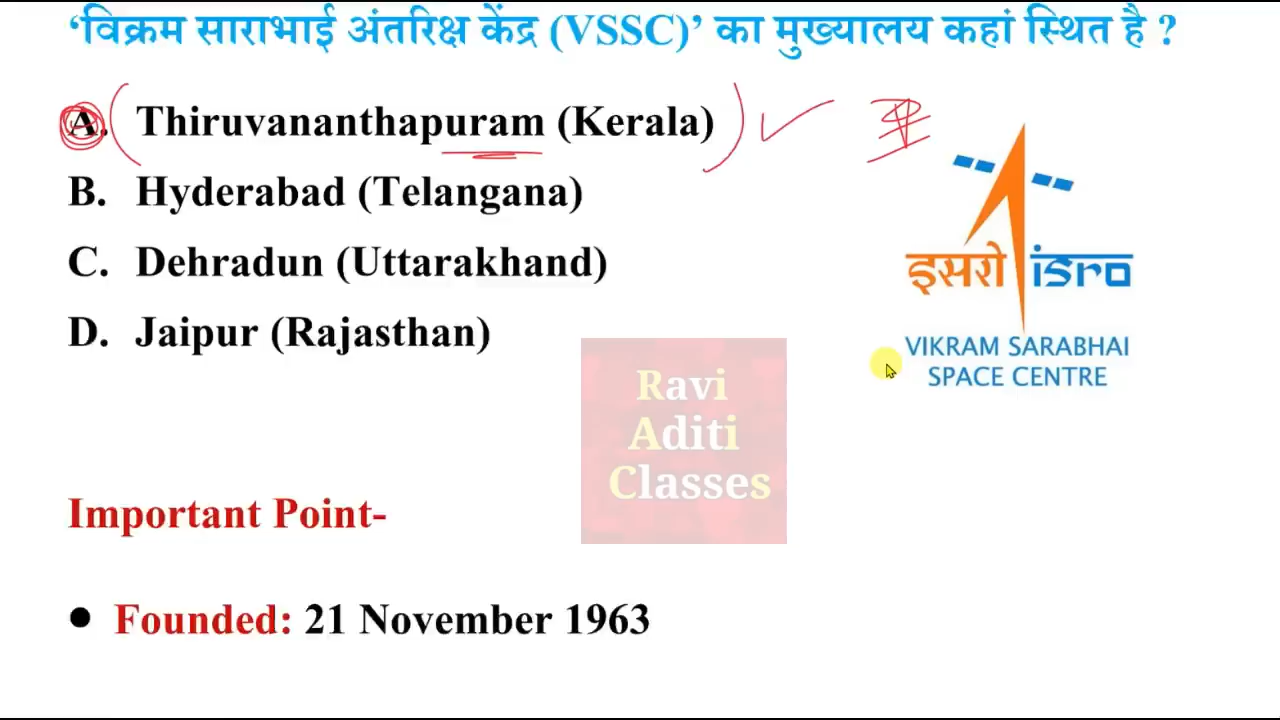 ‘विक्रम साराभाई अंतरिक्ष केंद्र (VSSC)’ का मुख्यालय कहां स्थित है ?
A. Thiruvananthapuram (Kerala)
B. Hyderabad (Telangana)
C. Dehradun (Uttarakhand)
D. Jaipur (Rajasthan)
इसरो isro
VIKRAM SARABHAI
SPACE CENTRE
Ravi
Aditi
Classes
Important Point-
● Founded: 21 November 1963